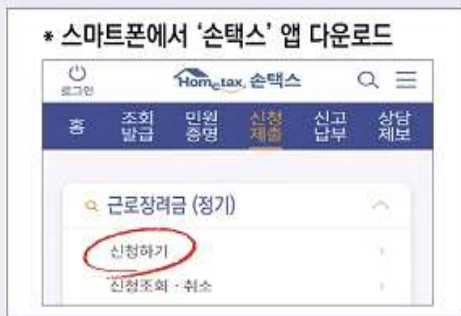 * 스마트폰에서 ‘손택스’ 앱 다운로드
로그인 Hometax. 손택스
홈 조회 발급 민원 증명 신청 제출 신고 납부 상담 제보
근로장려금 (정기)
신청하기
신청조회 · 취소